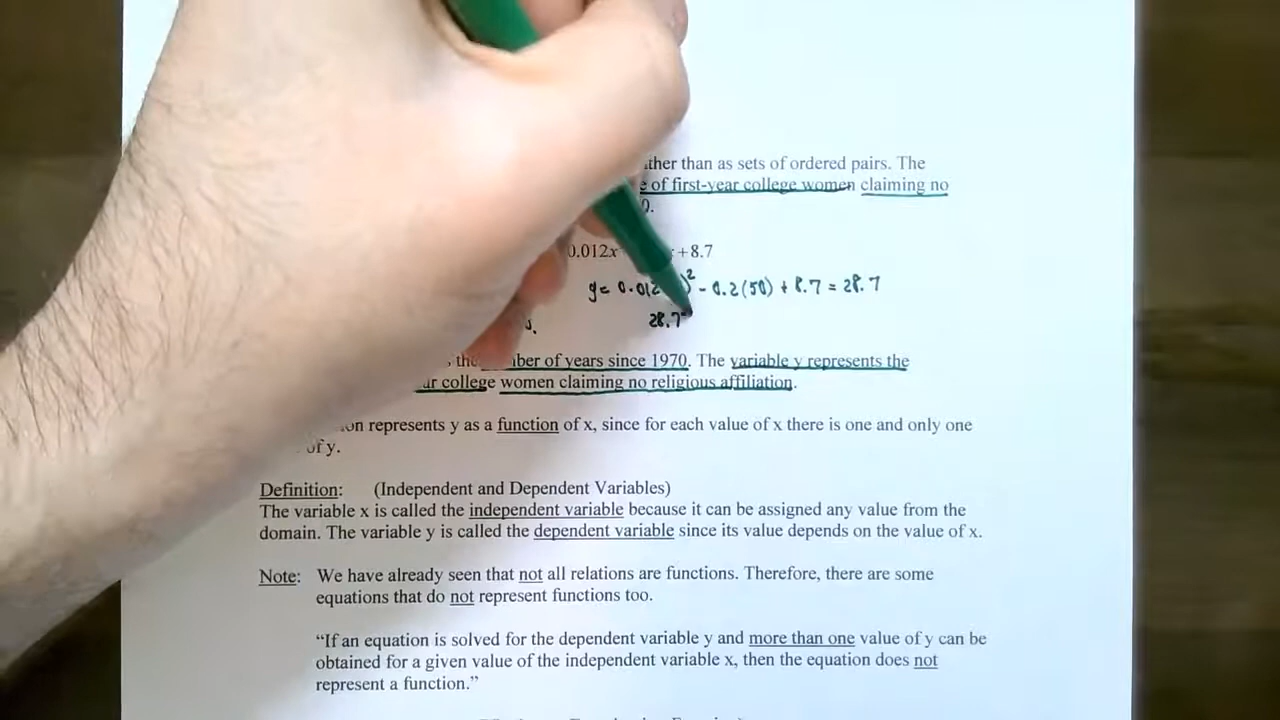 than as sets of ordered pairs. The
of first-year college women claiming no
0.012x +8.7
y = 0.012 )² - 0.2(50) + 8.7 = 28.7
28.7
the of years since 1970. The variable y represents the
college women claiming no religious affiliation.
represents y as a function of x, since for each value of x there is one and only one
of y.
Definition: (Independent and Dependent Variables)
The variable x is called the independent variable because it can be assigned any value from the
domain. The variable y is called the dependent variable since its value depends on the value of x.
Note: We have already seen that not all relations are functions. Therefore, there are some
equations that do not represent functions too.
“If an equation is solved for the dependent variable y and more than one value of y can be
obtained for a given value of the independent variable x, then the equation does not
represent a function.”